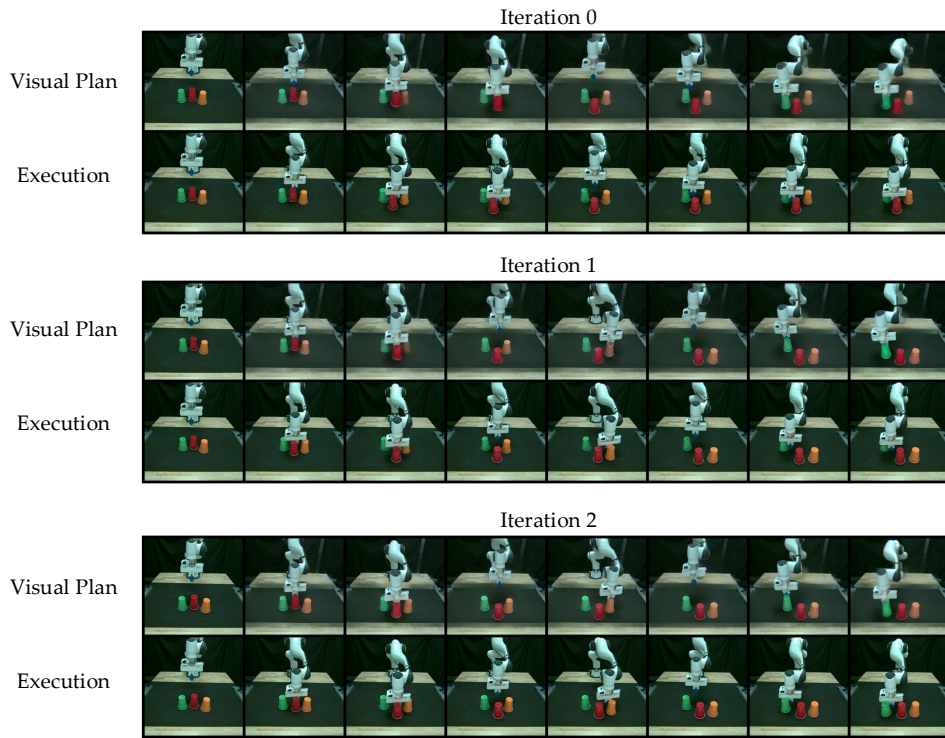 Iteration 0
Visual Plan
Execution
Iteration 1
Visual Plan
Execution
Iteration 2
Visual Plan
Execution